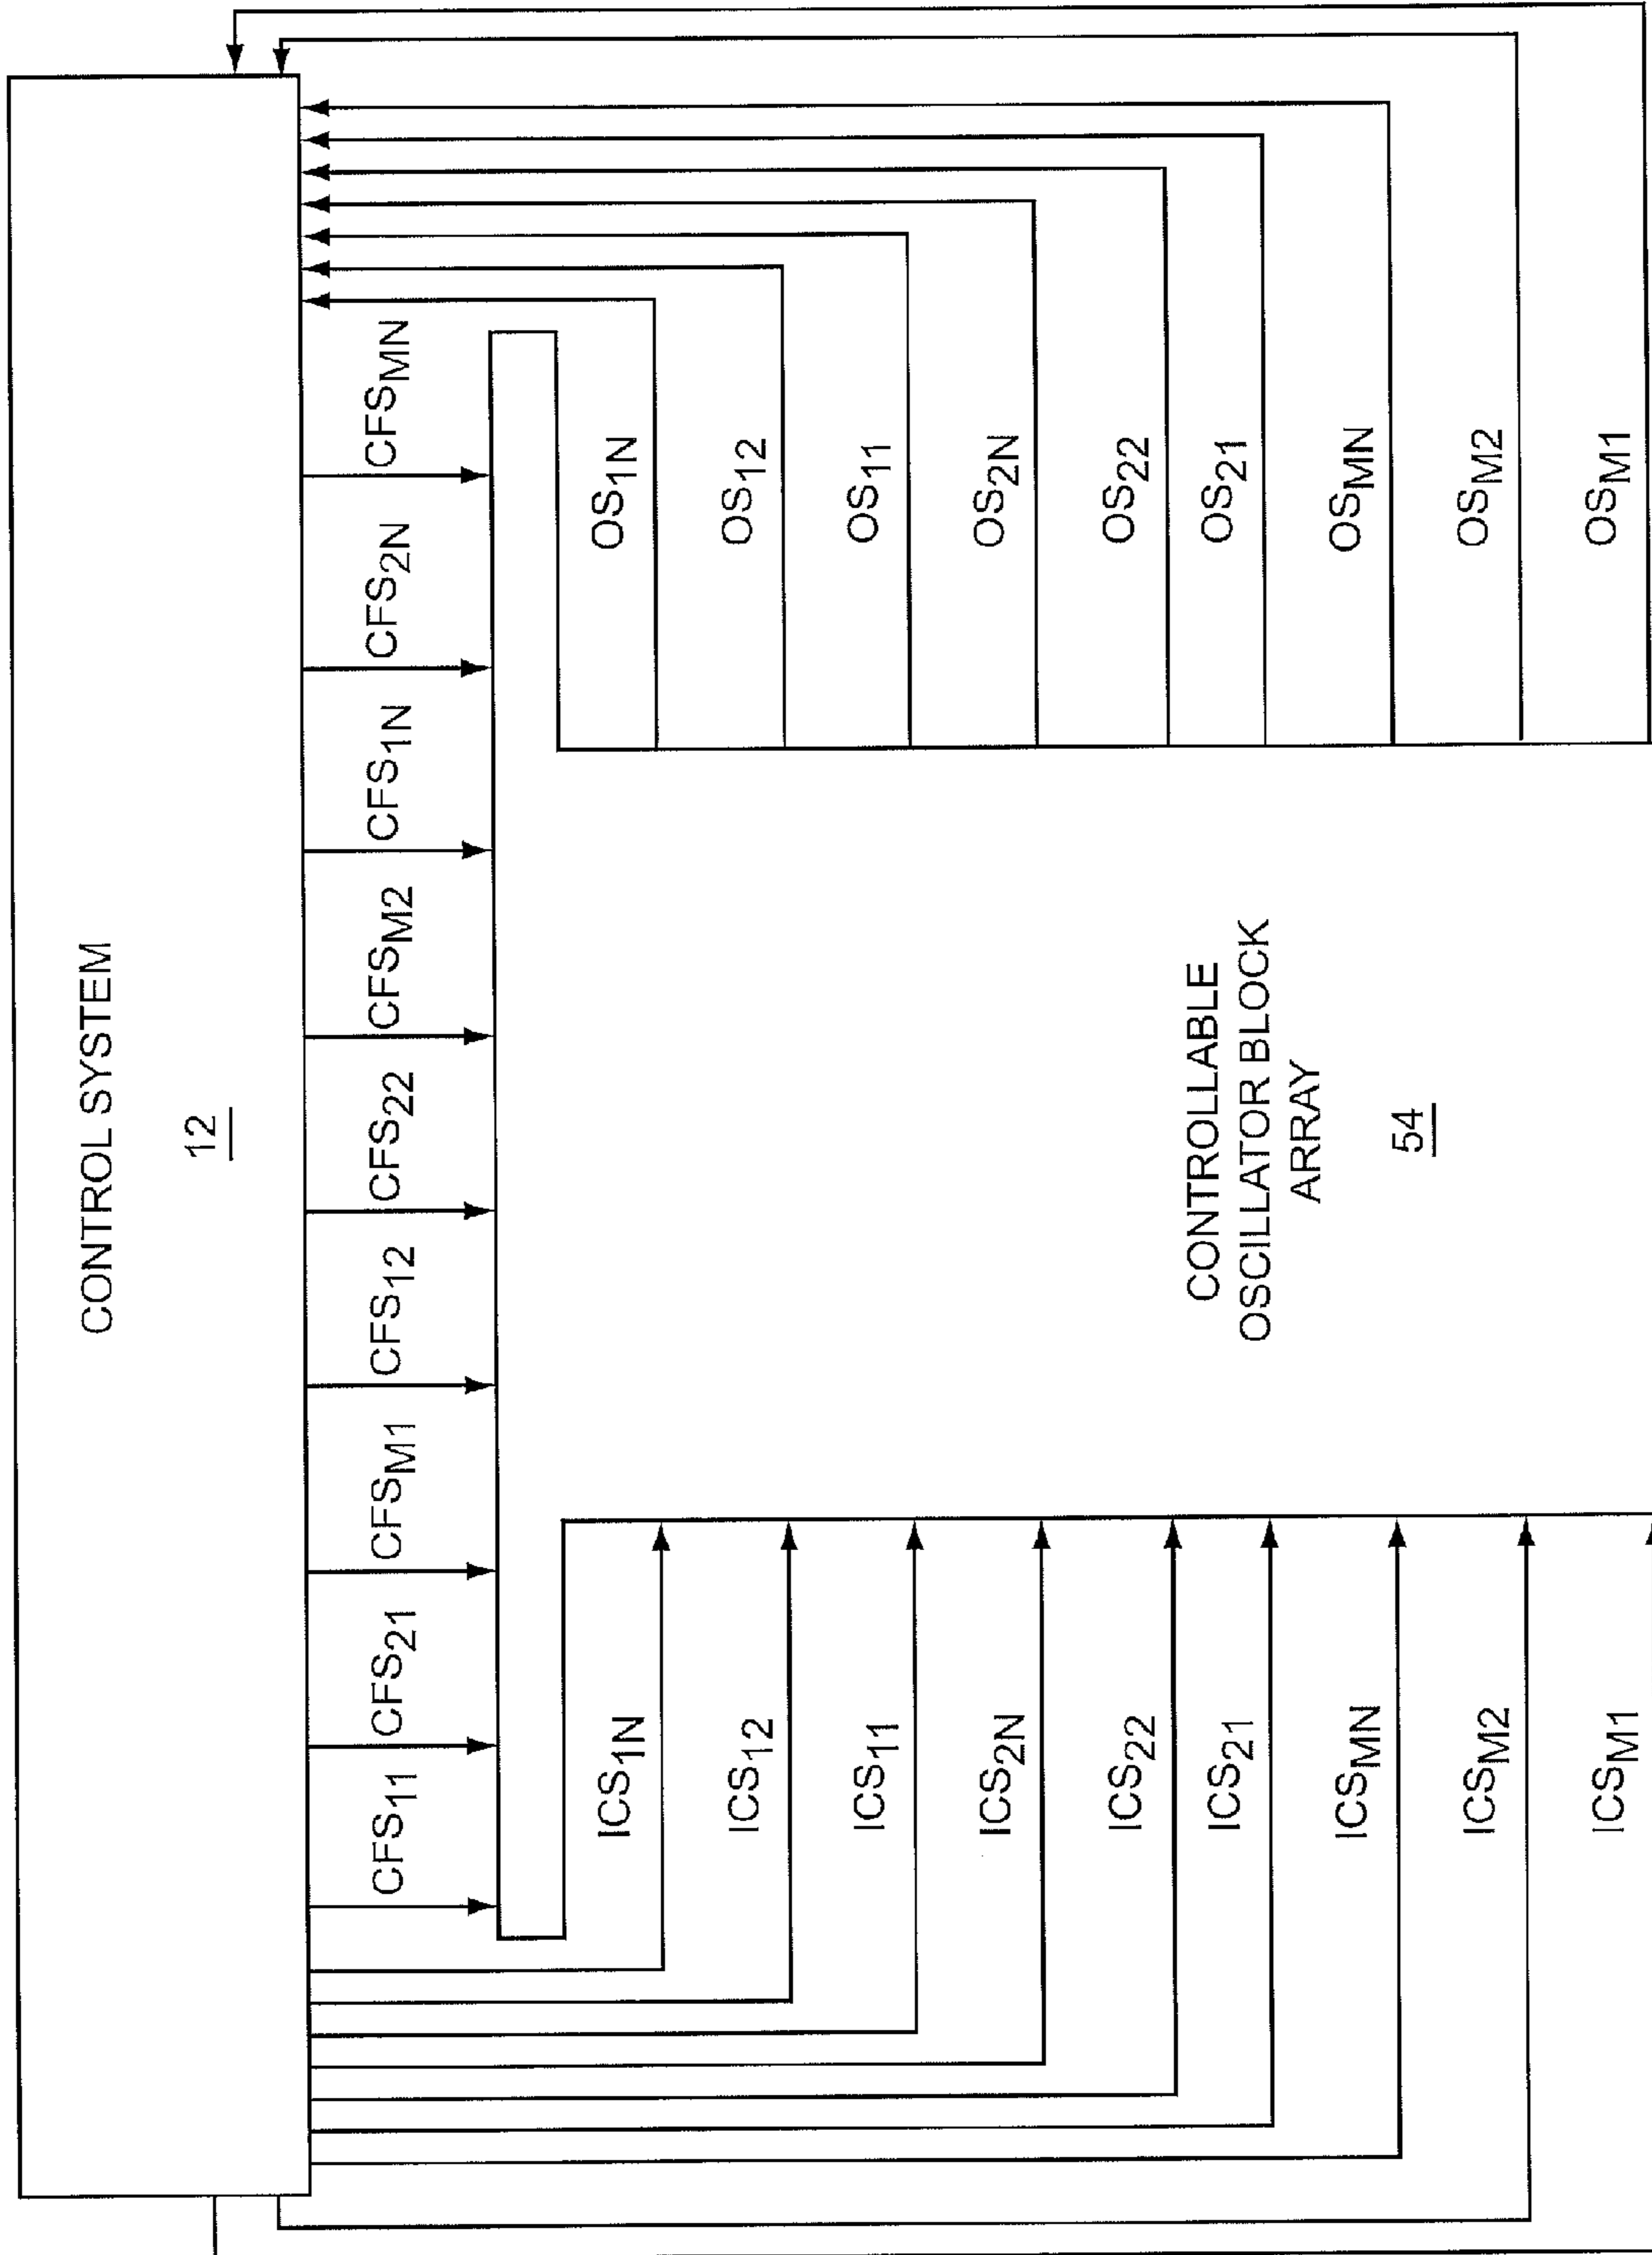 CONTROL SYSTEM
12
CFS11
CFS21
CFSM1
CFS12
CFS22
CFSM2
CFS1N
CFS2N
CFSMN
ICS1N
ICS12
ICS11
ICS2N
ICS22
ICS21
ICSMN
ICSM2
ICSM1
CONTROLLABLE
OSCILLATOR BLOCK
ARRAY
54
OS1N
OS12
OS11
OS2N
OS22
OS21
OSMN
OSM2
OSM1